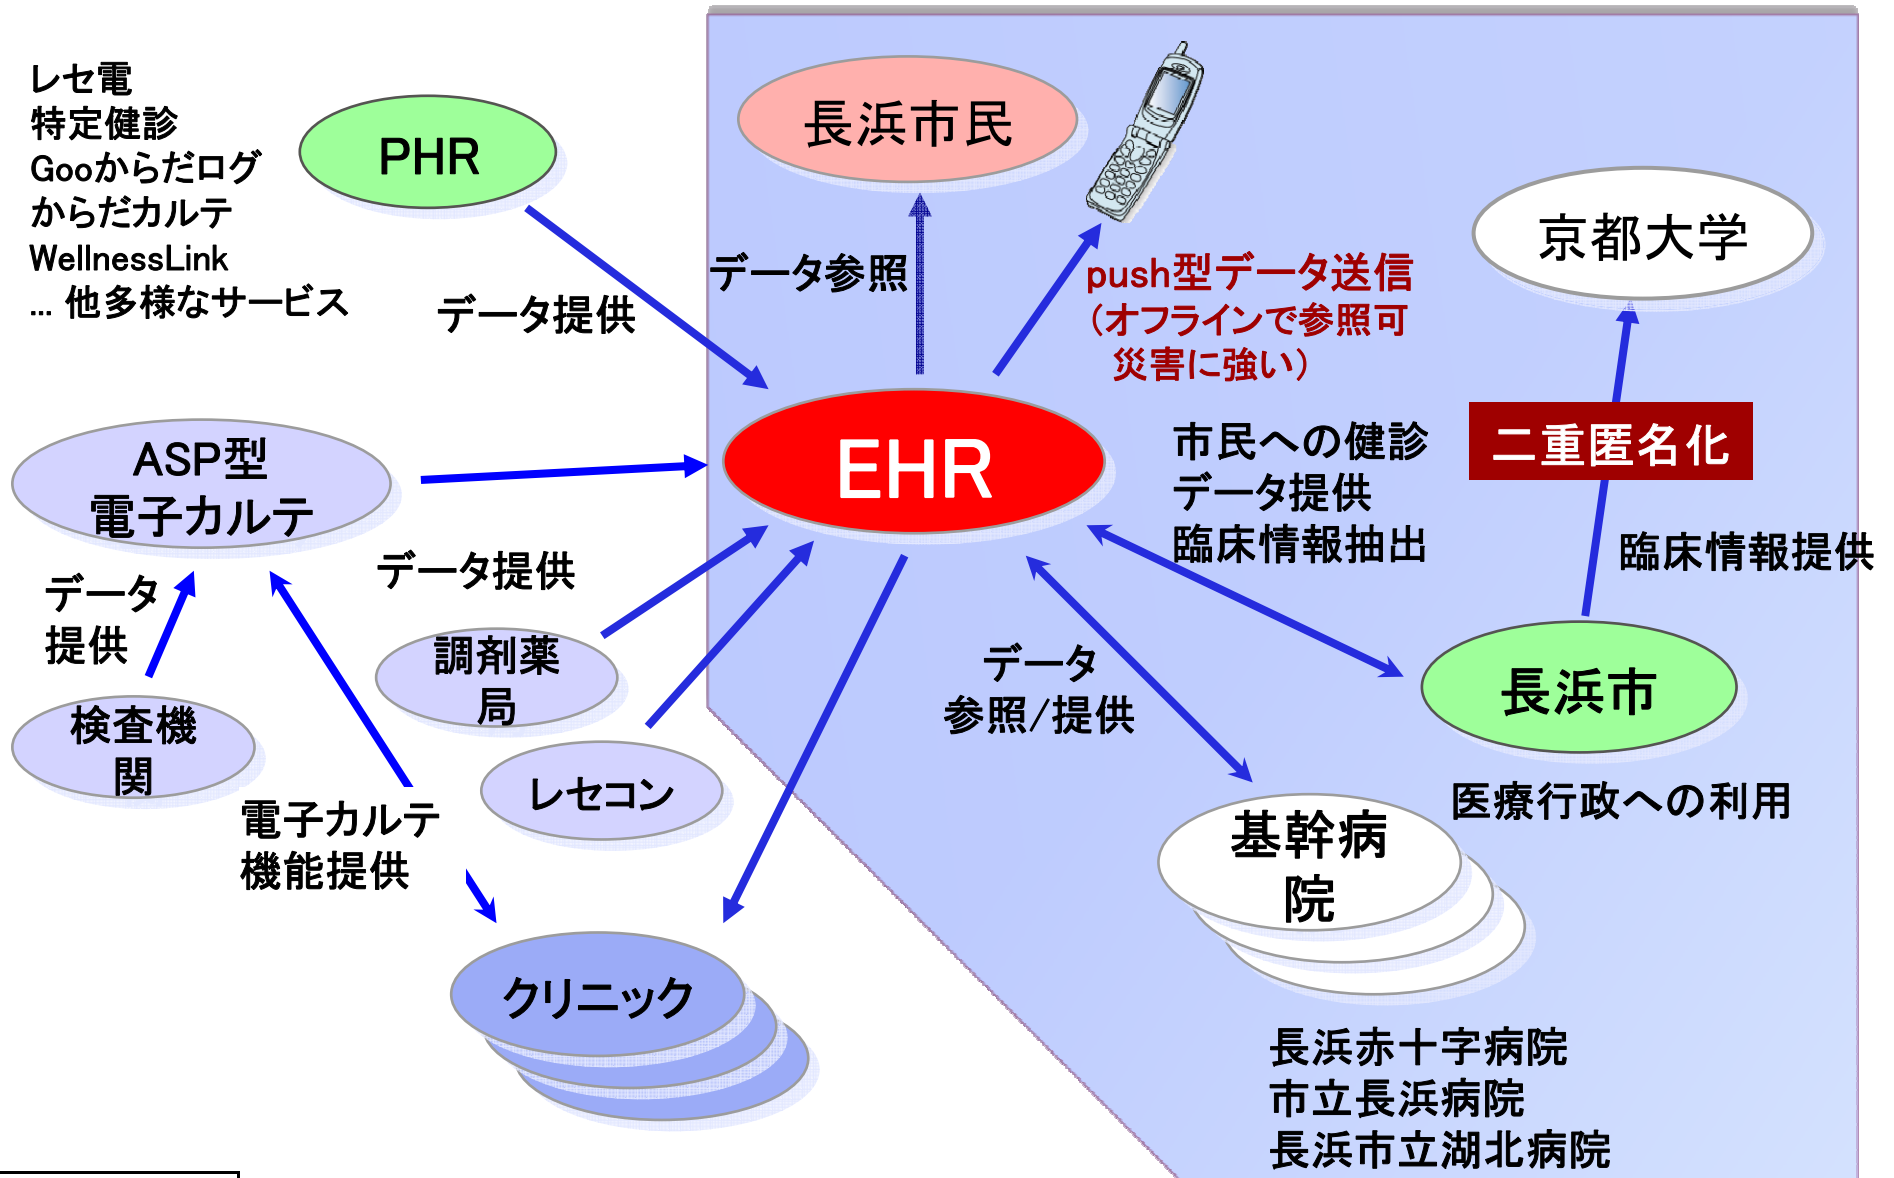 レセ電
特定健診
Gooからだログ
からだカルテ
WellnessLink
... 他多様なサービス
PHR
データ提供
長浜市民
データ参照
push型データ送信
（オフラインで参照可
災害に強い）
京都大学
二重匿名化
臨床情報提供
EHR
市民への健診
データ提供
臨床情報抽出
ASP型
電子カルテ
データ
提供
データ提供
検査機
関
調剤薬
局
レセコン
電子カルテ
機能提供
クリニック
データ
参照/提供
長浜市
医療行政への利用
基幹病
院
長浜赤十字病院
市立長浜病院
長浜市立湖北病院